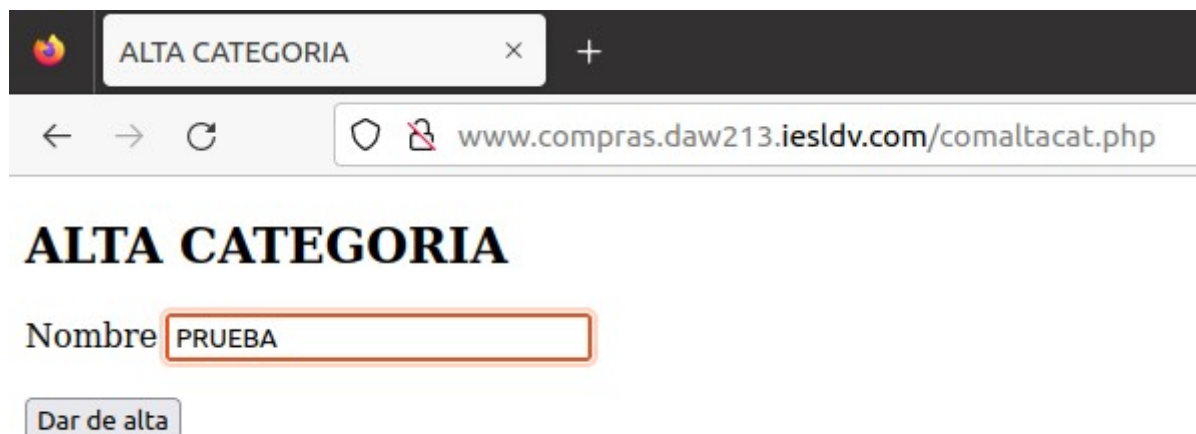 ALTA CATEGORIA
www.compras.daw213.iesldv.com/comaltacat.php
ALTA CATEGORIA
Nombre PRUEBA
Dar de alta